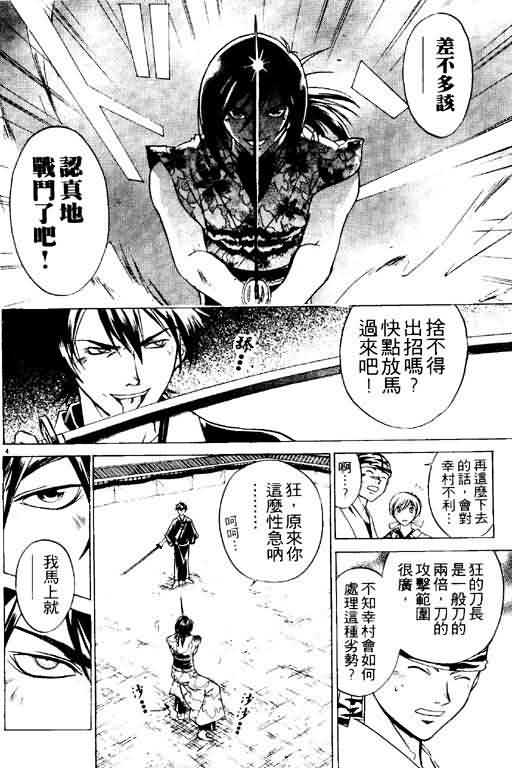 差不多該
——
認真地
戰鬥了吧！
捨不得
出招嗎？
快點放馬
過來吧！
舔…
再這麼下去
的話，會對
幸村不利…
啊…？
狂的刀長
是一般刀的
兩倍，刀的
攻擊範圍
很廣，
不知幸村會如何
處理這種劣勢？
……
狂，原來你
這麼性急吶
……
呵呵…
沙…
沙…
——
我馬上就
4